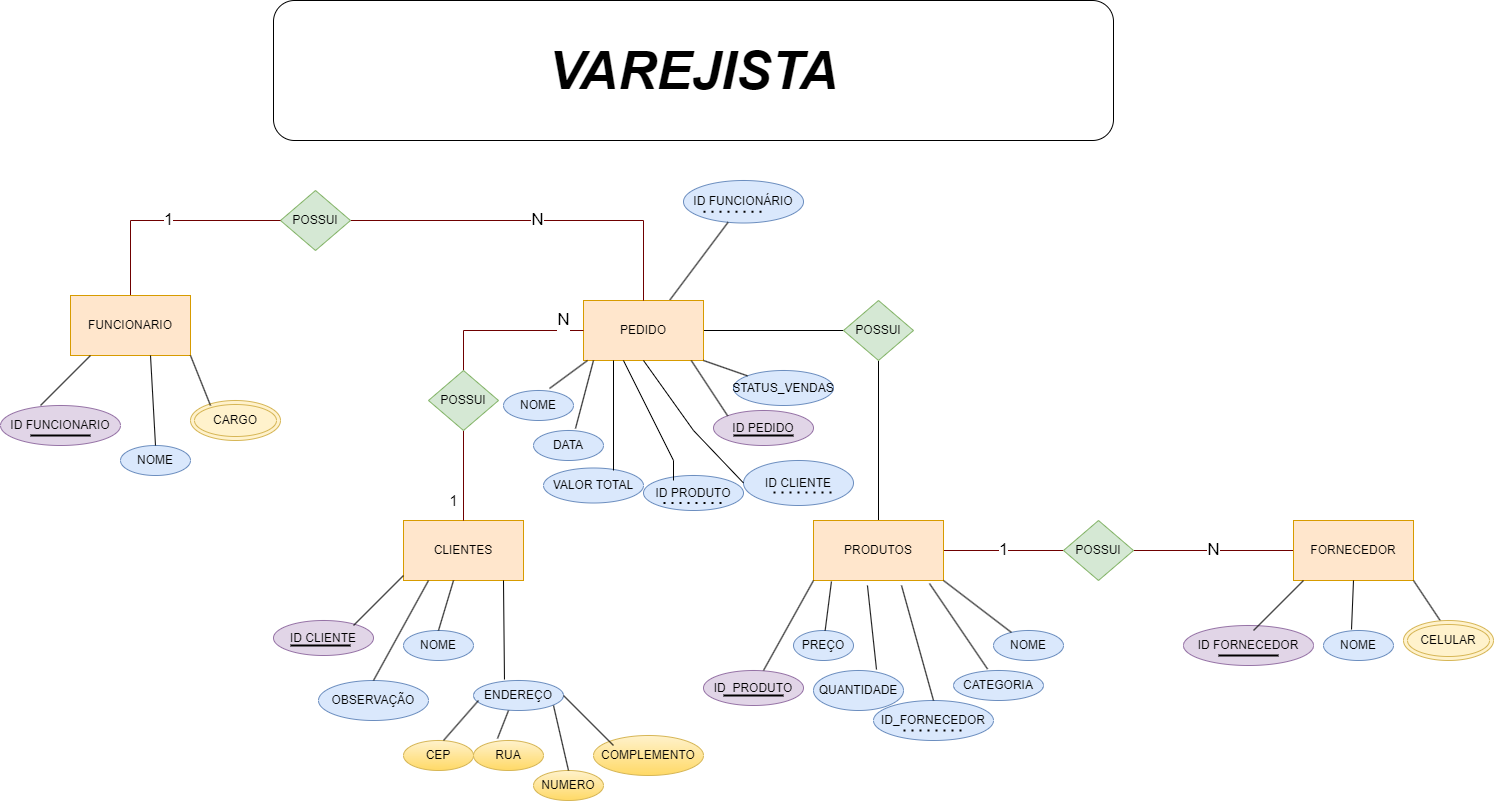 VAREJISTA
ID FUNCIONÁRIO
1
POSSUI
N
FUNCIONARIO
N
PEDIDO
POSSUI
POSSUI
STATUS_VENDAS
NOME
ID FUNCIONARIO
CARGO
ID PEDIDO
DATA
NOME
VALOR TOTAL
ID PRODUTO
ID CLIENTE
1
CLIENTES
PRODUTOS
1
POSSUI
N
FORNECEDOR
ID CLIENTE
NOME
PREÇO
NOME
ID FORNECEDOR
NOME
CELULAR
OBSERVAÇÃO
ENDEREÇO
ID_PRODUTO
QUANTIDADE
CATEGORIA
ID_FORNECEDOR
CEP
RUA
COMPLEMENTO
NUMERO